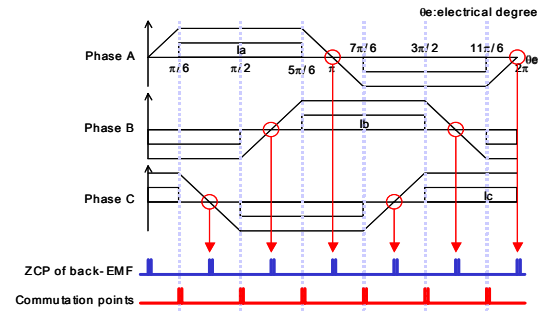 θe:electrical degree
Phase A
Ia
7π/6
3π/2
11π/6
θe
π/6
π/2
5π/6
π
2π
Phase B
Ib
Phase C
Ic
ZCP of back-EMF
Commutation points